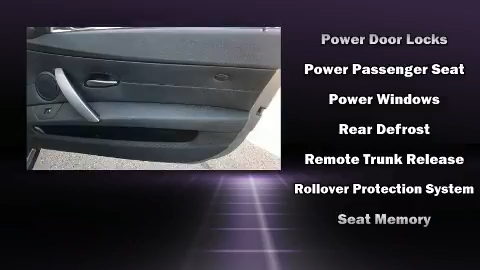 Power Door Locks
Power Passenger Seat
Power Windows
Rear Defrost
Remote Trunk Release
Rollover Protection System
Seat Memory